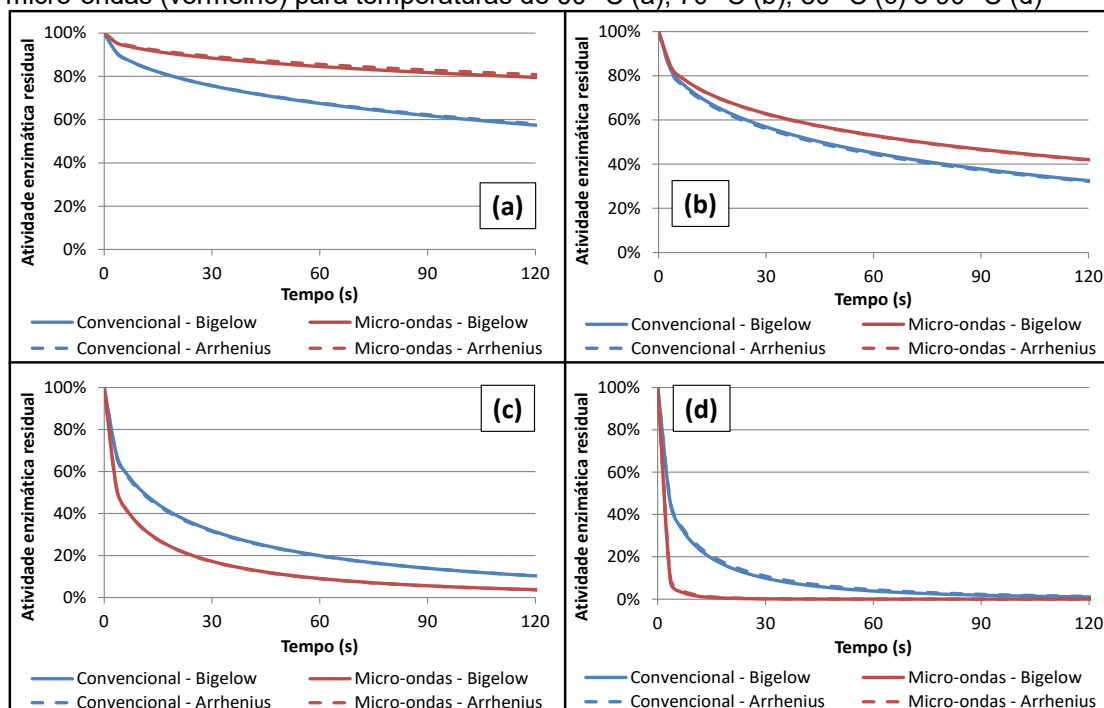 micro-ondas (vermelho) para temperaturas de 60 °C (a), 70 °C (b), 80 °C (c) e 90 °C (d)
Atividade enzimática residual
100%
80%
60%
40%
20%
0%
(a)
0 30 60 90 120
Tempo (s)
Convencional - Bigelow Micro-ondas - Bigelow
Convencional - Arrhenius Micro-ondas - Arrhenius
Atividade enzimática residual
100%
80%
60%
40%
20%
0%
(b)
0 30 60 90 120
Tempo (s)
Convencional - Bigelow Micro-ondas - Bigelow
Convencional - Arrhenius Micro-ondas - Arrhenius
Atividade enzimática residual
100%
80%
60%
40%
20%
0%
(c)
0 30 60 90 120
Tempo (s)
Convencional - Bigelow Micro-ondas - Bigelow
Convencional - Arrhenius Micro-ondas - Arrhenius
Atividade enzimática residual
100%
80%
60%
40%
20%
0%
(d)
0 30 60 90 120
Tempo (s)
Convencional - Bigelow Micro-ondas - Bigelow
Convencional - Arrhenius Micro-ondas - Arrhenius